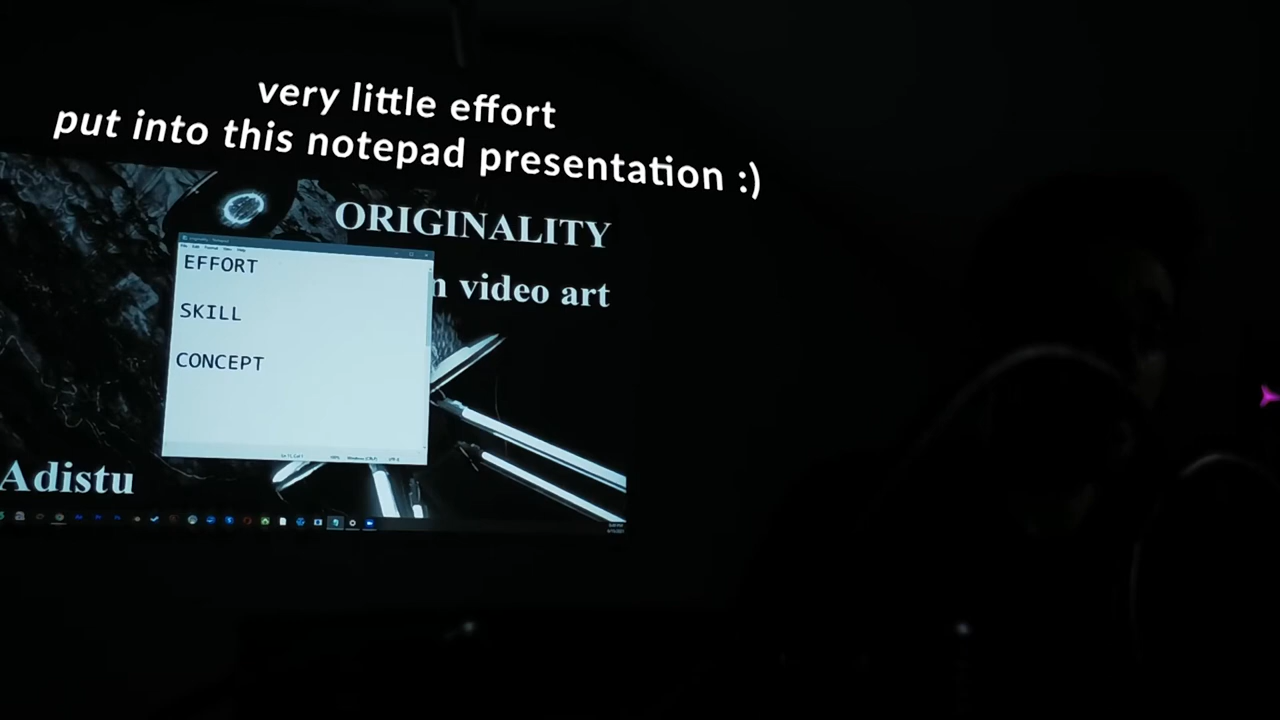 very little effort
put into this notepad presentation :)
ORIGINALITY
n video art
EFFORT
SKILL
CONCEPT
Adistu